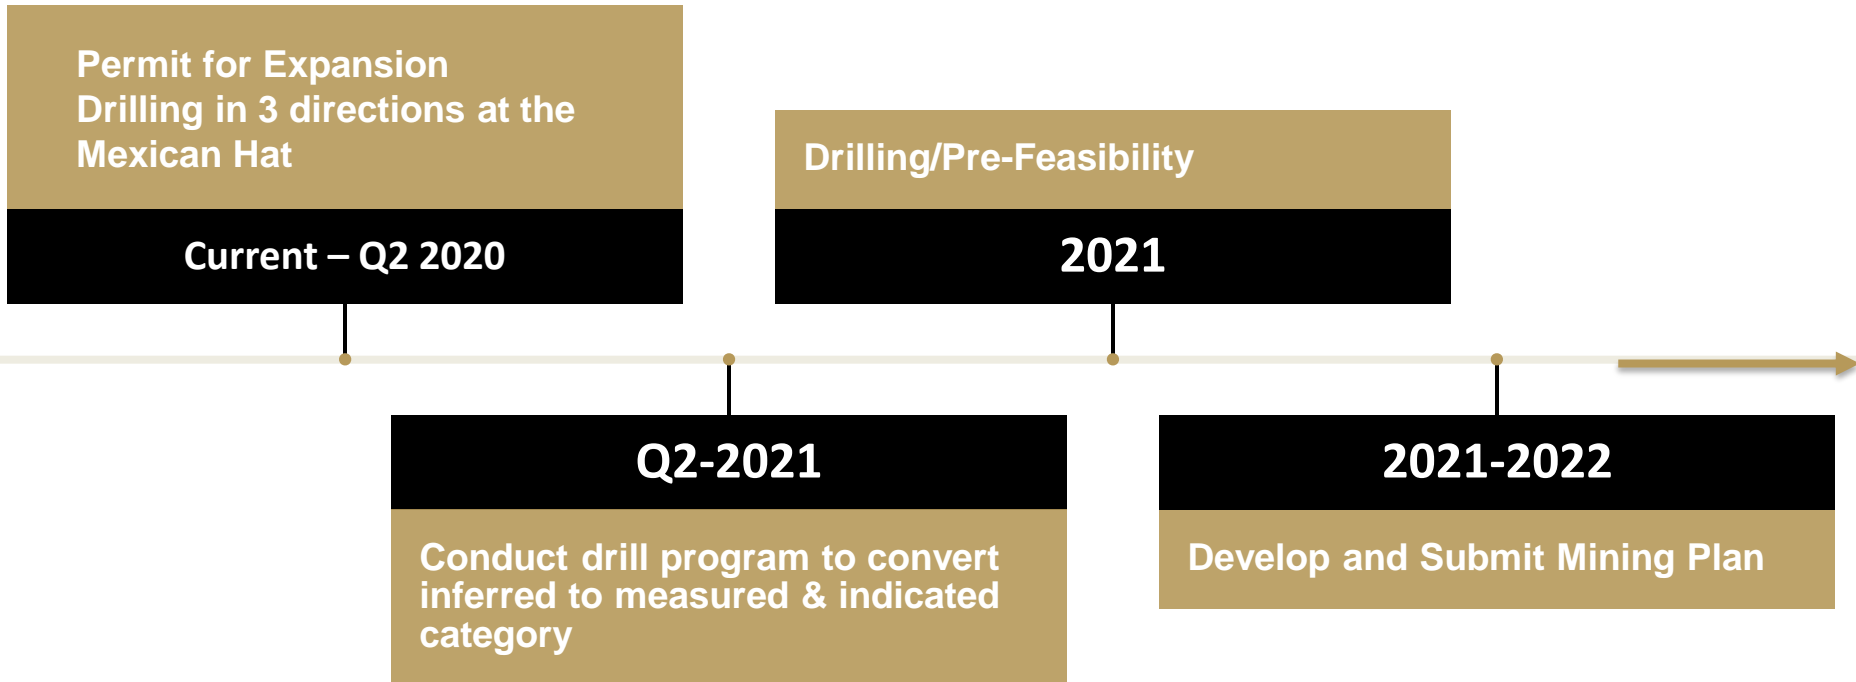 Permit for Expansion
Drilling in 3 directions at the
Mexican Hat
Current – Q2 2020
Q2-2021
Conduct drill program to convert
inferred to measured & indicated
category
Drilling/Pre-Feasibility
2021
2021-2022
Develop and Submit Mining Plan